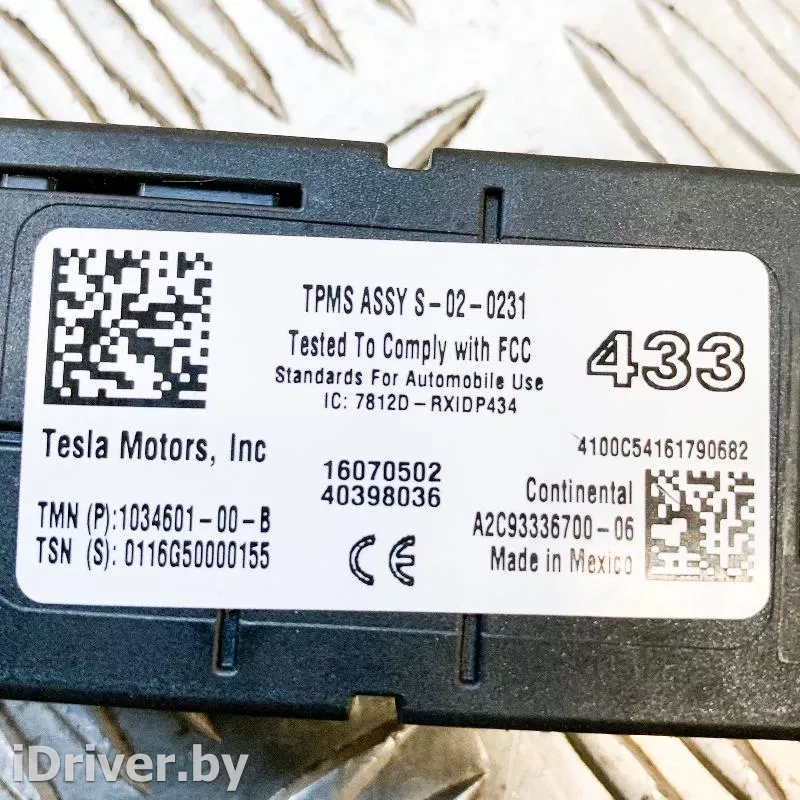 TPMS ASSY S-02-0231
Tested To Comply with FCC
Standards For Automobile Use
IC: 7812D-RXIDP434
433
Tesla Motors, Inc
4100C54161790682
16070502
40398036
TMN (P):1034601-00-B
TSN (S): 0116G50000155
CE
Continental
A2C93336700-06
Made in Mexico
iDriver.by